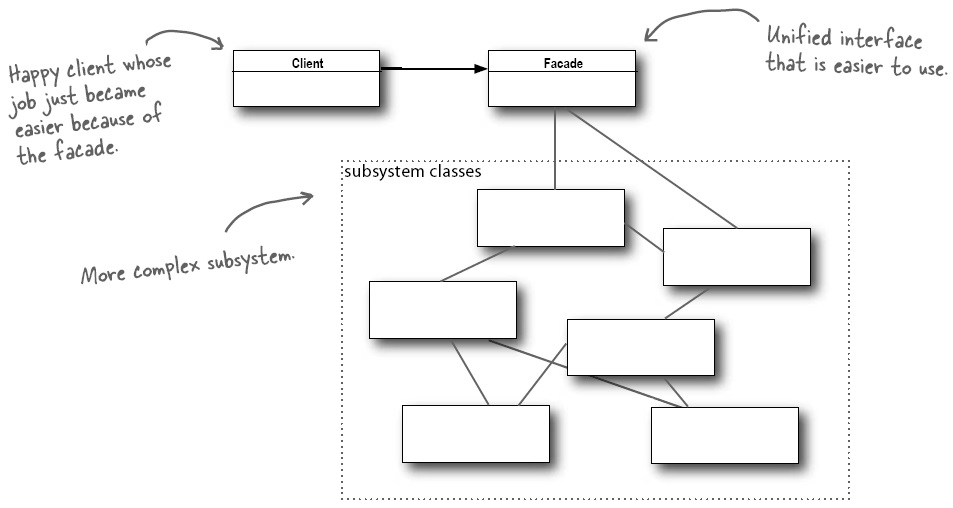 Happy client whose
job just became
easier because of
the facade.
Client
Facade
Unified interface
that is easier to use.
subsystem classes
More complex subsystem.